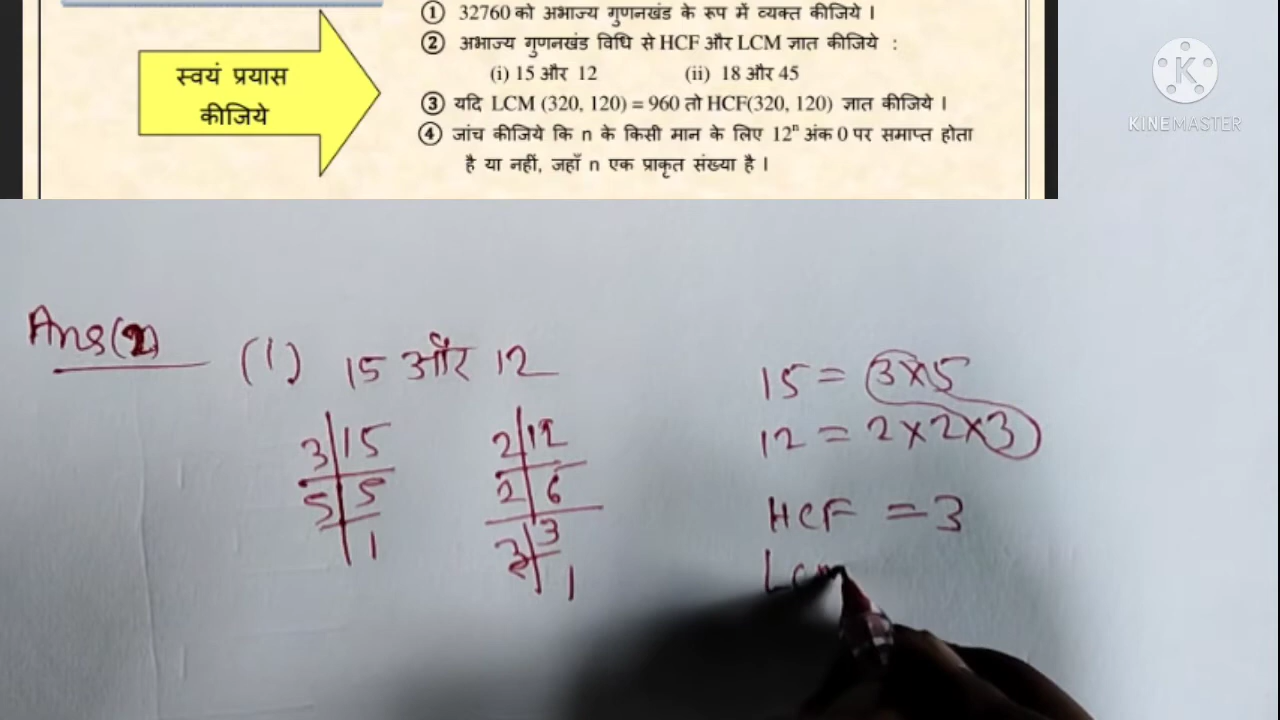 ① 32760 को अभाज्य गुणनखंड के रूप में व्यक्त कीजिये ।
② अभाज्य गुणनखंड विधि से HCF और LCM ज्ञात कीजिये :
(i) 15 और 12 (ii) 18 और 45
③ यदि LCM (320, 120) = 960 तो HCF(320, 120) ज्ञात कीजिये ।
④ जांच कीजिये कि n के किसी मान के लिए 12ⁿ अंक 0 पर समाप्त होता
है या नहीं, जहाँ n एक प्राकृत संख्या है ।
स्वयं प्रयास
कीजिये
K
KINEMASTER
Ans(2)
(1) 15 और 12
3|15
5|5
|1
2|12
2|6
3|3
|1
15 = 3×5
12 = 2×2×3
HCF = 3
LCM